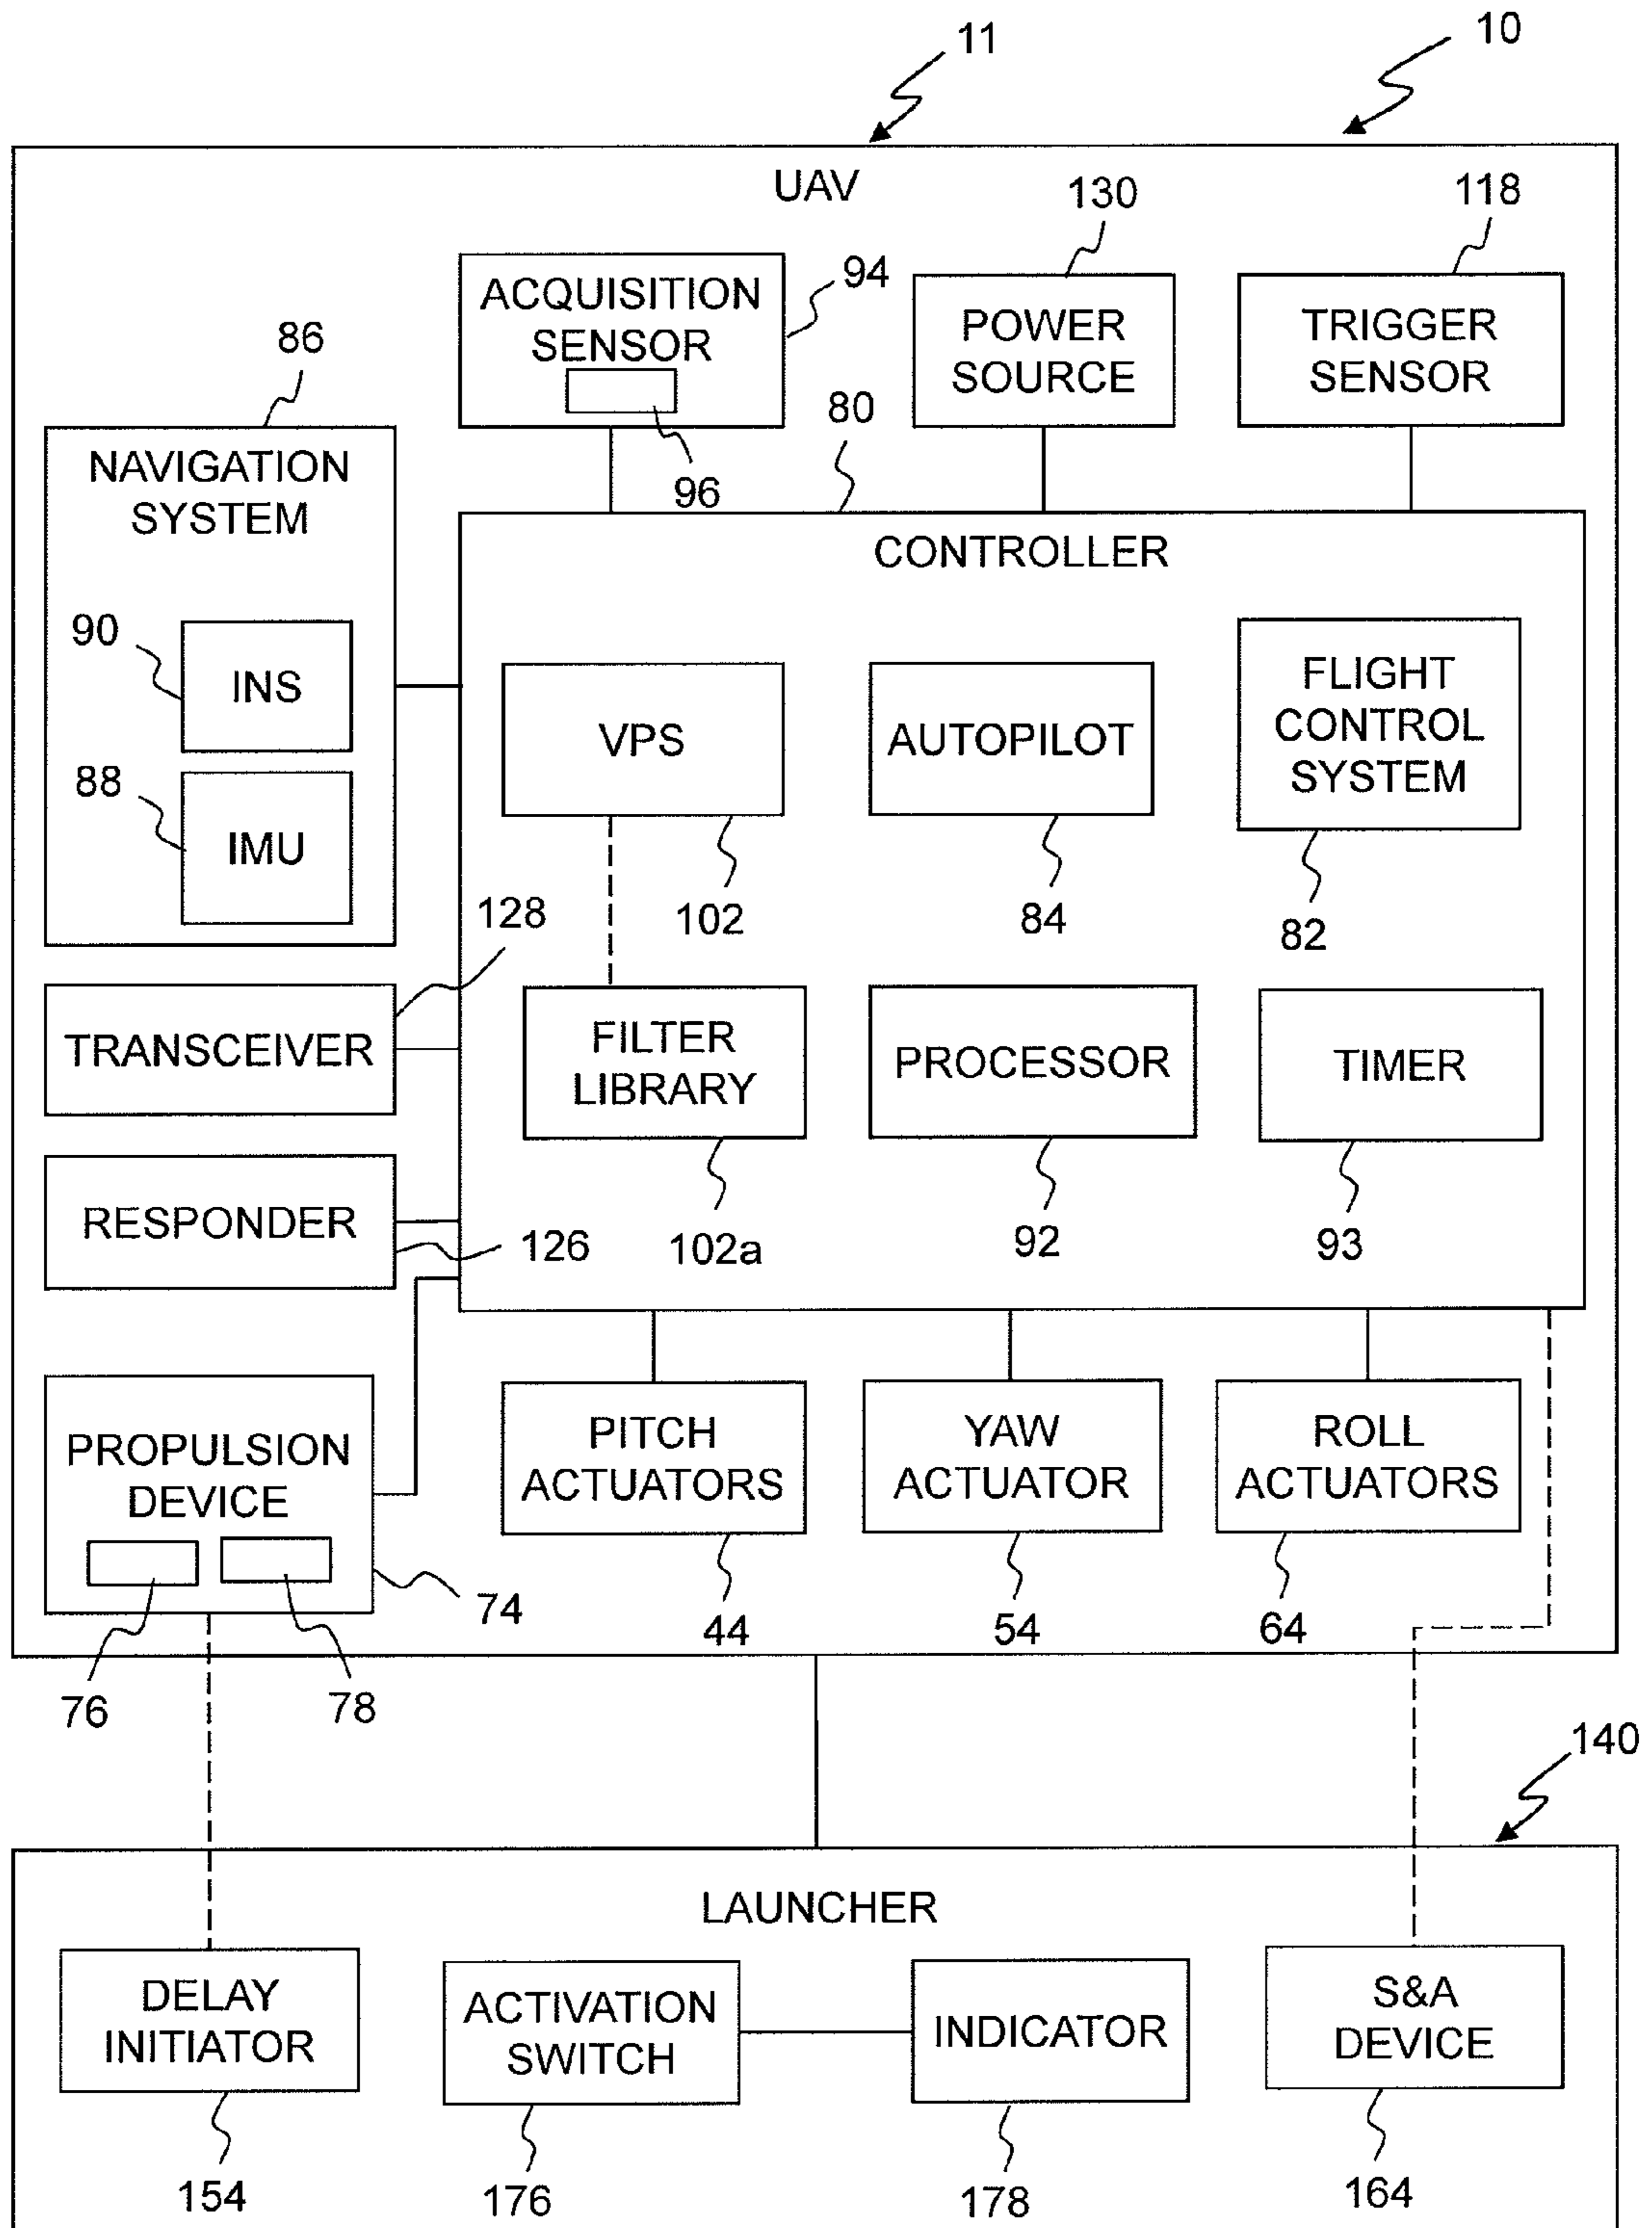 11
10
UAV
130
118
ACQUISITION
SENSOR
94
POWER
SOURCE
TRIGGER
SENSOR
86
80
96
NAVIGATION
SYSTEM
CONTROLLER
90
INS
88
IMU
VPS
AUTOPILOT
FLIGHT
CONTROL
SYSTEM
128
102
84
82
TRANSCEIVER
FILTER
LIBRARY
PROCESSOR
TIMER
RESPONDER
126
102a
92
93
PROPULSION
DEVICE
PITCH
ACTUATORS
YAW
ACTUATOR
ROLL
ACTUATORS
74
44
54
64
76
78
140
LAUNCHER
DELAY
INITIATOR
ACTIVATION
SWITCH
INDICATOR
S&A
DEVICE
154
176
178
164